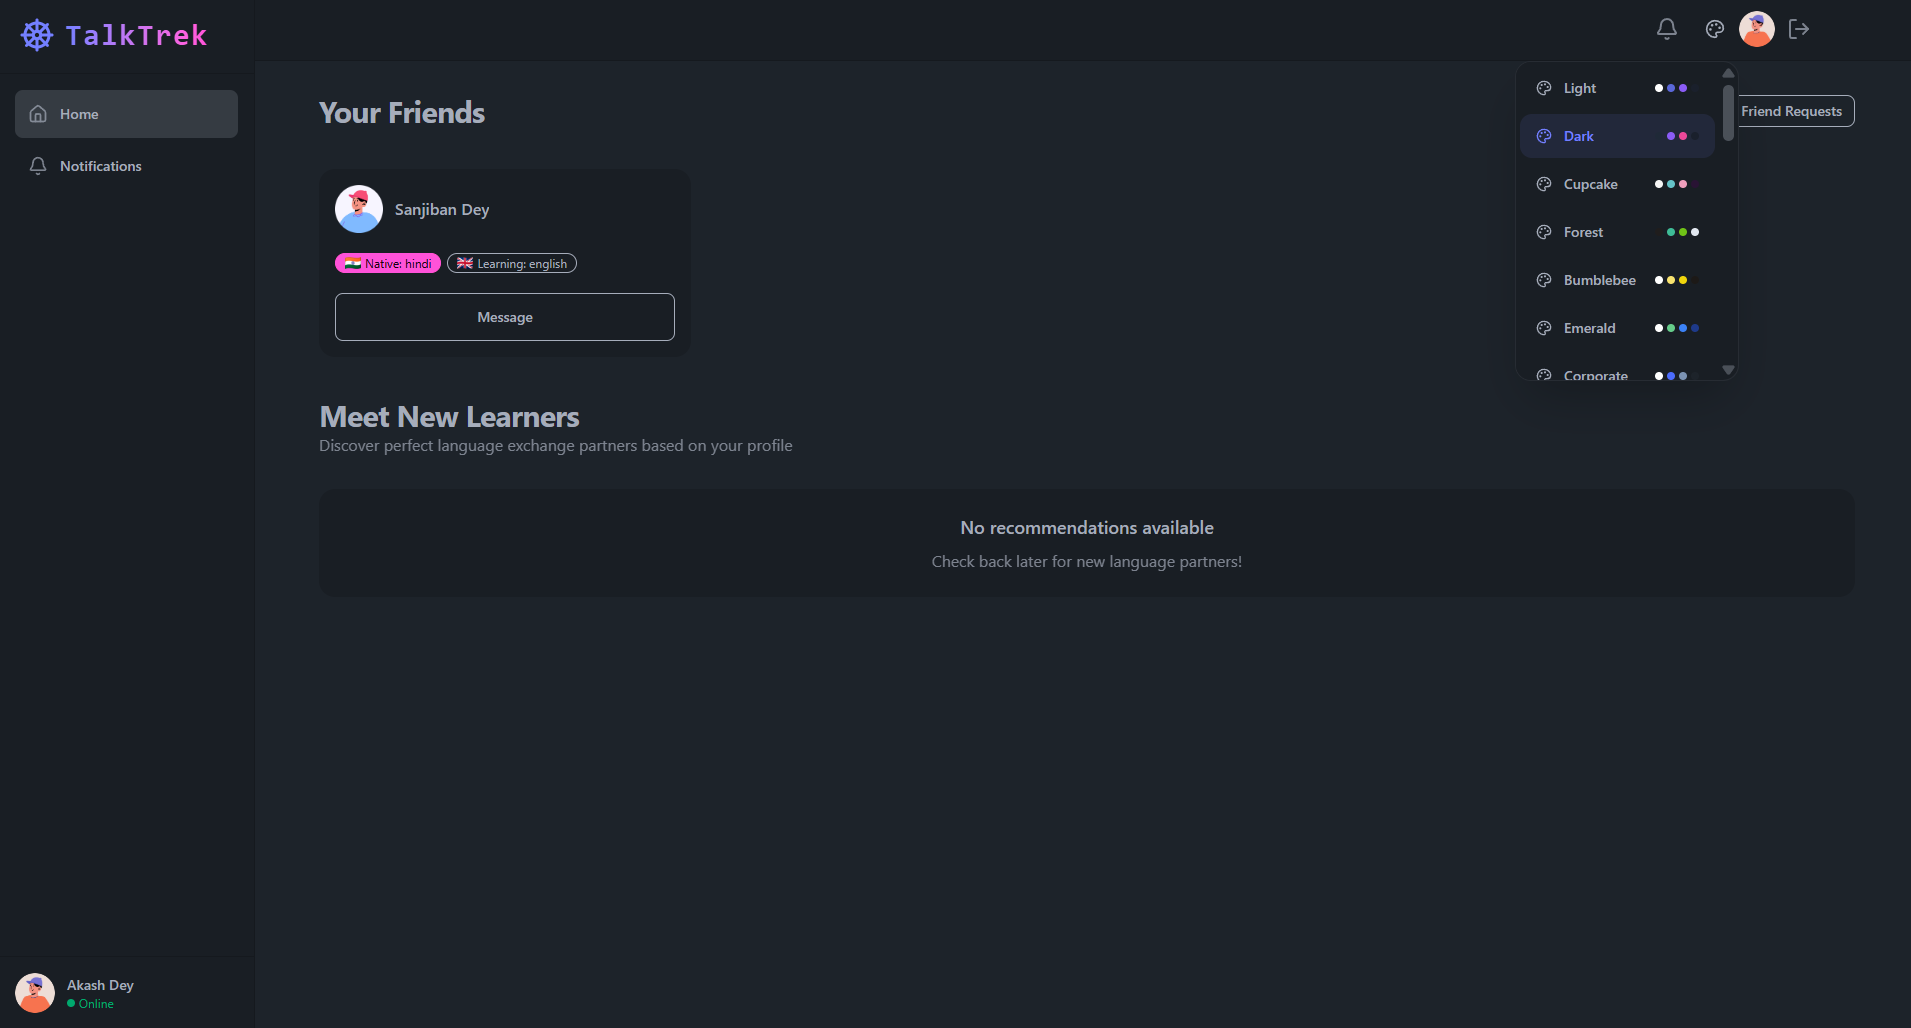 TalkTrek
Home
Notifications
Your Friends
Friend Requests
Light
Dark
Cupcake
Forest
Bumblebee
Emerald
Corporate
Sanjiban Dey
Native: hindi
Learning: english
Message
Meet New Learners
Discover perfect language exchange partners based on your profile
No recommendations available
Check back later for new language partners!
Akash Dey
Online